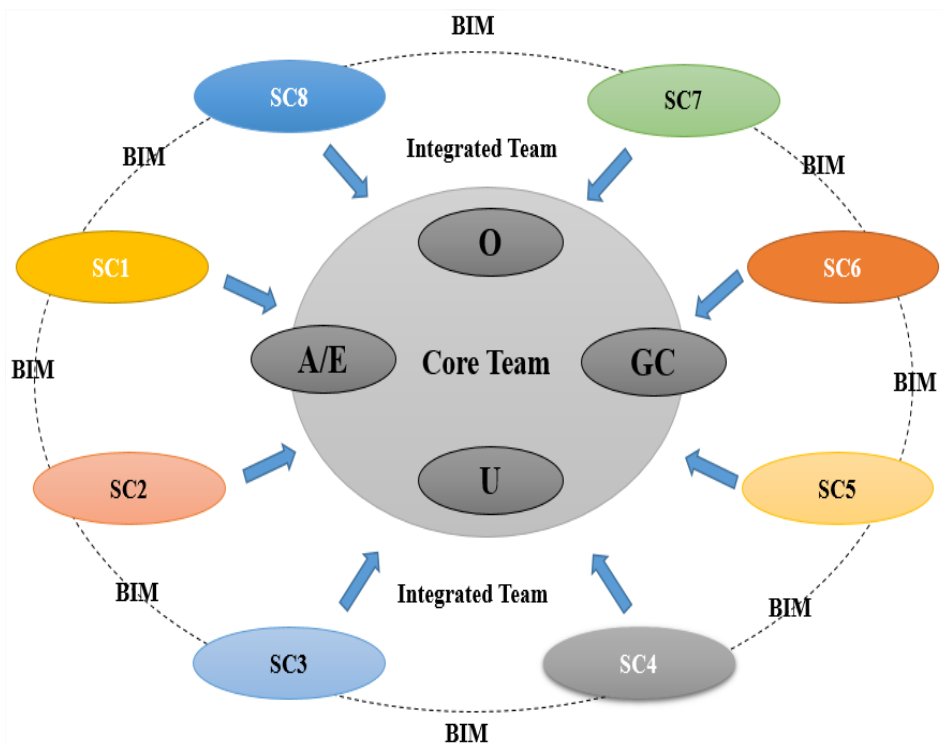 BIM
SC8
SC7
Integrated Team
BIM
BIM
O
SC1
SC6
A/E
Core Team
GC
BIM
BIM
U
SC2
SC5
BIM
Integrated Team
BIM
SC3
SC4
BIM